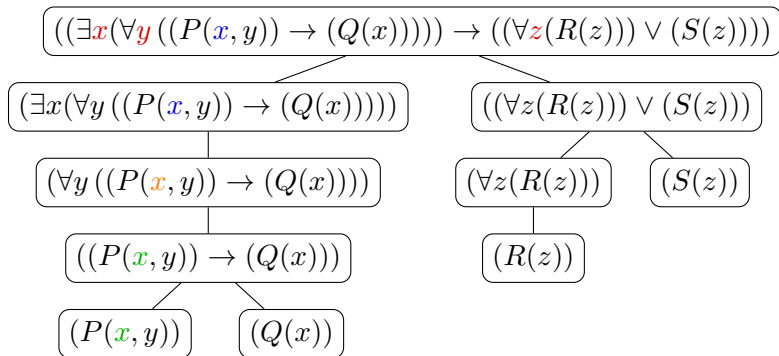 ((∃x(∀y ((P(x, y)) → (Q(x))))) → ((∀z(R(z))) ∨ (S(z))))
(∃x(∀y ((P(x, y)) → (Q(x)))))
((∀z(R(z))) ∨ (S(z)))
(∀y ((P(x, y)) → (Q(x))))
(∀z(R(z)))
(S(z))
((P(x, y)) → (Q(x)))
(R(z))
(P(x, y))
(Q(x))